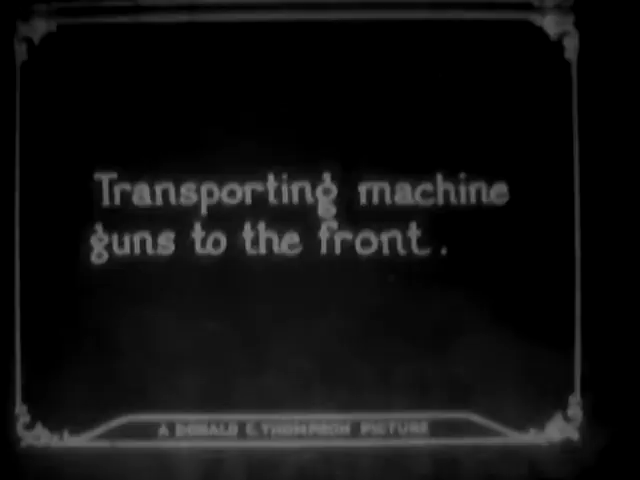 Transporting machine
guns to the front.
A DONALD C. THOMPSON PICTURE